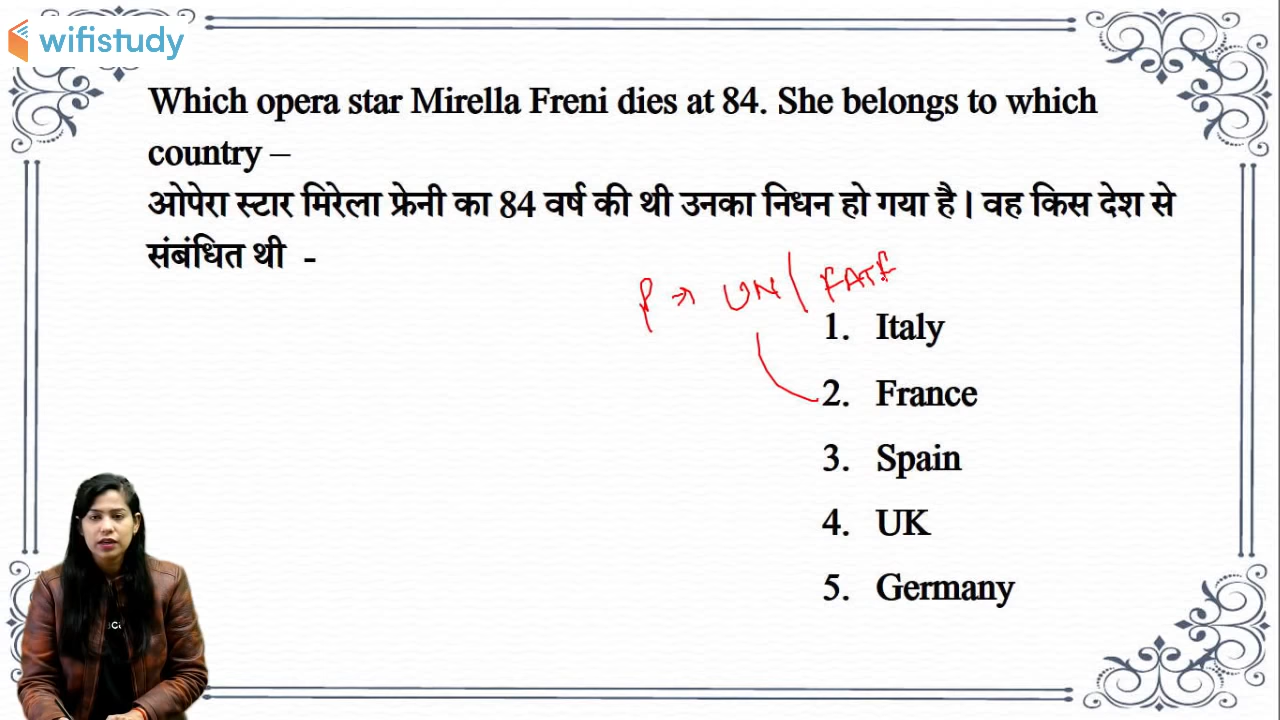 wifistudy
Which opera star Mirella Freni dies at 84. She belongs to which
country –
ओपेरा स्टार मिरेला फ्रेनी का 84 वर्ष की थी उनका निधन हो गया है। वह किस देश से
संबंधित थी -
P → UN / FATF
1. Italy
2. France
3. Spain
4. UK
5. Germany